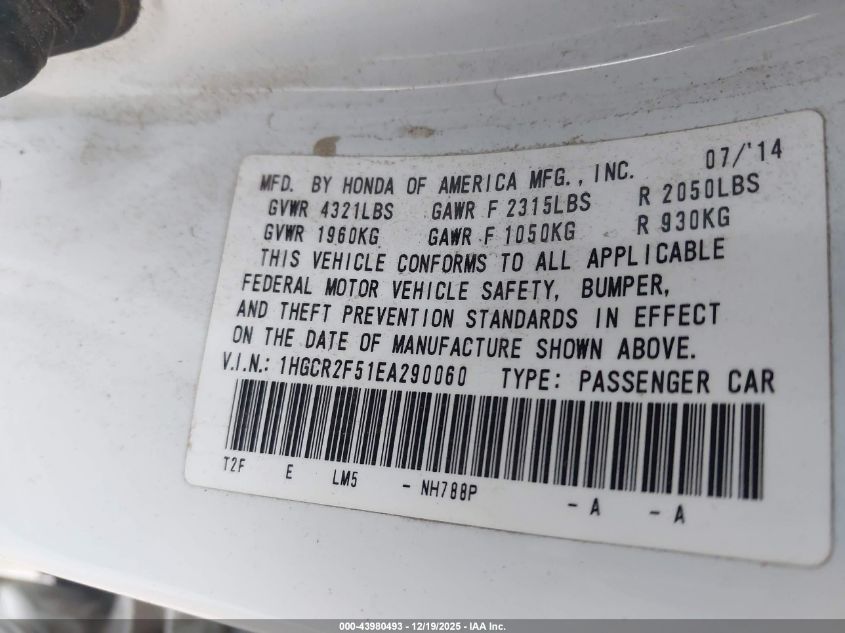 07/'14
MFD. BY HONDA OF AMERICA MFG., INC.
GVWR 4321LBS GAWR F 2315LBS R 2050LBS
GVWR 1960KG GAWR F 1050KG R 930KG
THIS VEHICLE CONFORMS TO ALL APPLICABLE
FEDERAL MOTOR VEHICLE SAFETY, BUMPER,
AND THEFT PREVENTION STANDARDS IN EFFECT
ON THE DATE OF MANUFACTURE SHOWN ABOVE.
V.I.N.: 1HGCR2F51EA290060 TYPE: PASSENGER CAR
T2F E LM5 - NH788P - A - A
000-43980493 - 12/19/2025 - IAA Inc.